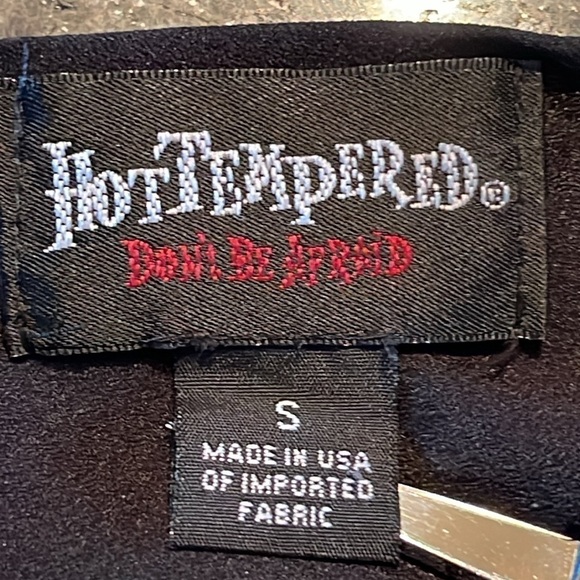 HOTTEMPERED®
DON'T BE AFRAID
S
MADE IN USA
OF IMPORTED
FABRIC